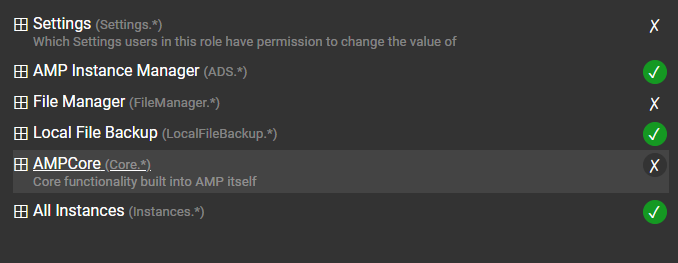 Settings (Settings.*)
Which Settings users in this role have permission to change the value of
AMP Instance Manager (ADS.*)
File Manager (FileManager.*)
Local File Backup (LocalFileBackup.*)
AMPCore (Core.*)
Core functionality built into AMP itself
All Instances (Instances.*)